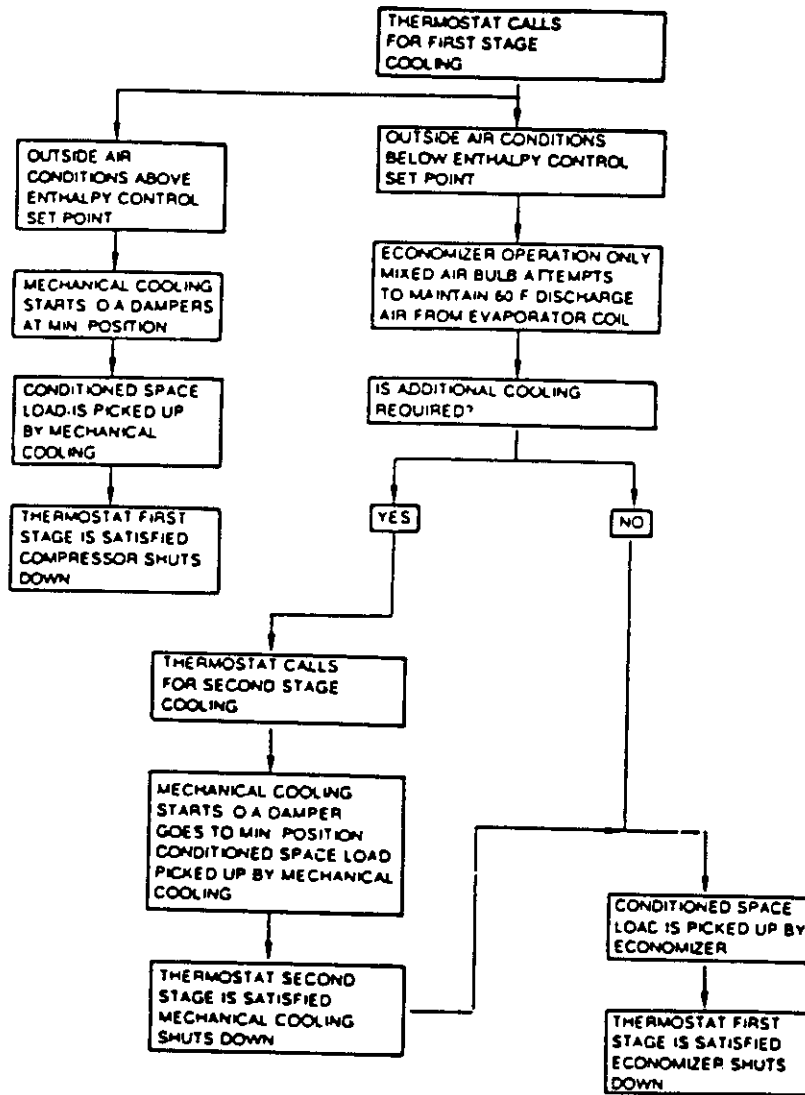 THERMOSTAT CALLS
FOR FIRST STAGE
COOLING
OUTSIDE AIR
CONDITIONS ABOVE
ENTHALPY CONTROL
SET POINT
OUTSIDE AIR CONDITIONS
BELOW ENTHALPY CONTROL
SET POINT
MECHANICAL COOLING
STARTS O A DAMPERS
AT MIN. POSITION
ECONOMIZER OPERATION ONLY
MIXED AIR BULB ATTEMPTS
TO MAINTAIN 60 F DISCHARGE
AIR FROM EVAPORATOR COIL
CONDITIONED SPACE
LOAD IS PICKED UP
BY MECHANICAL
COOLING
IS ADDITIONAL COOLING
REQUIRED?
THERMOSTAT FIRST
STAGE IS SATISFIED
COMPRESSOR SHUTS
DOWN
YES
NO
THERMOSTAT CALLS
FOR SECOND STAGE
COOLING
MECHANICAL COOLING
STARTS O A DAMPER
GOES TO MIN. POSITION
CONDITIONED SPACE LOAD
PICKED UP BY MECHANICAL
COOLING
THERMOSTAT SECOND
STAGE IS SATISFIED
MECHANICAL COOLING
SHUTS DOWN
CONDITIONED SPACE
LOAD IS PICKED UP BY
ECONOMIZER
THERMOSTAT FIRST
STAGE IS SATISFIED
ECONOMIZER SHUTS
DOWN